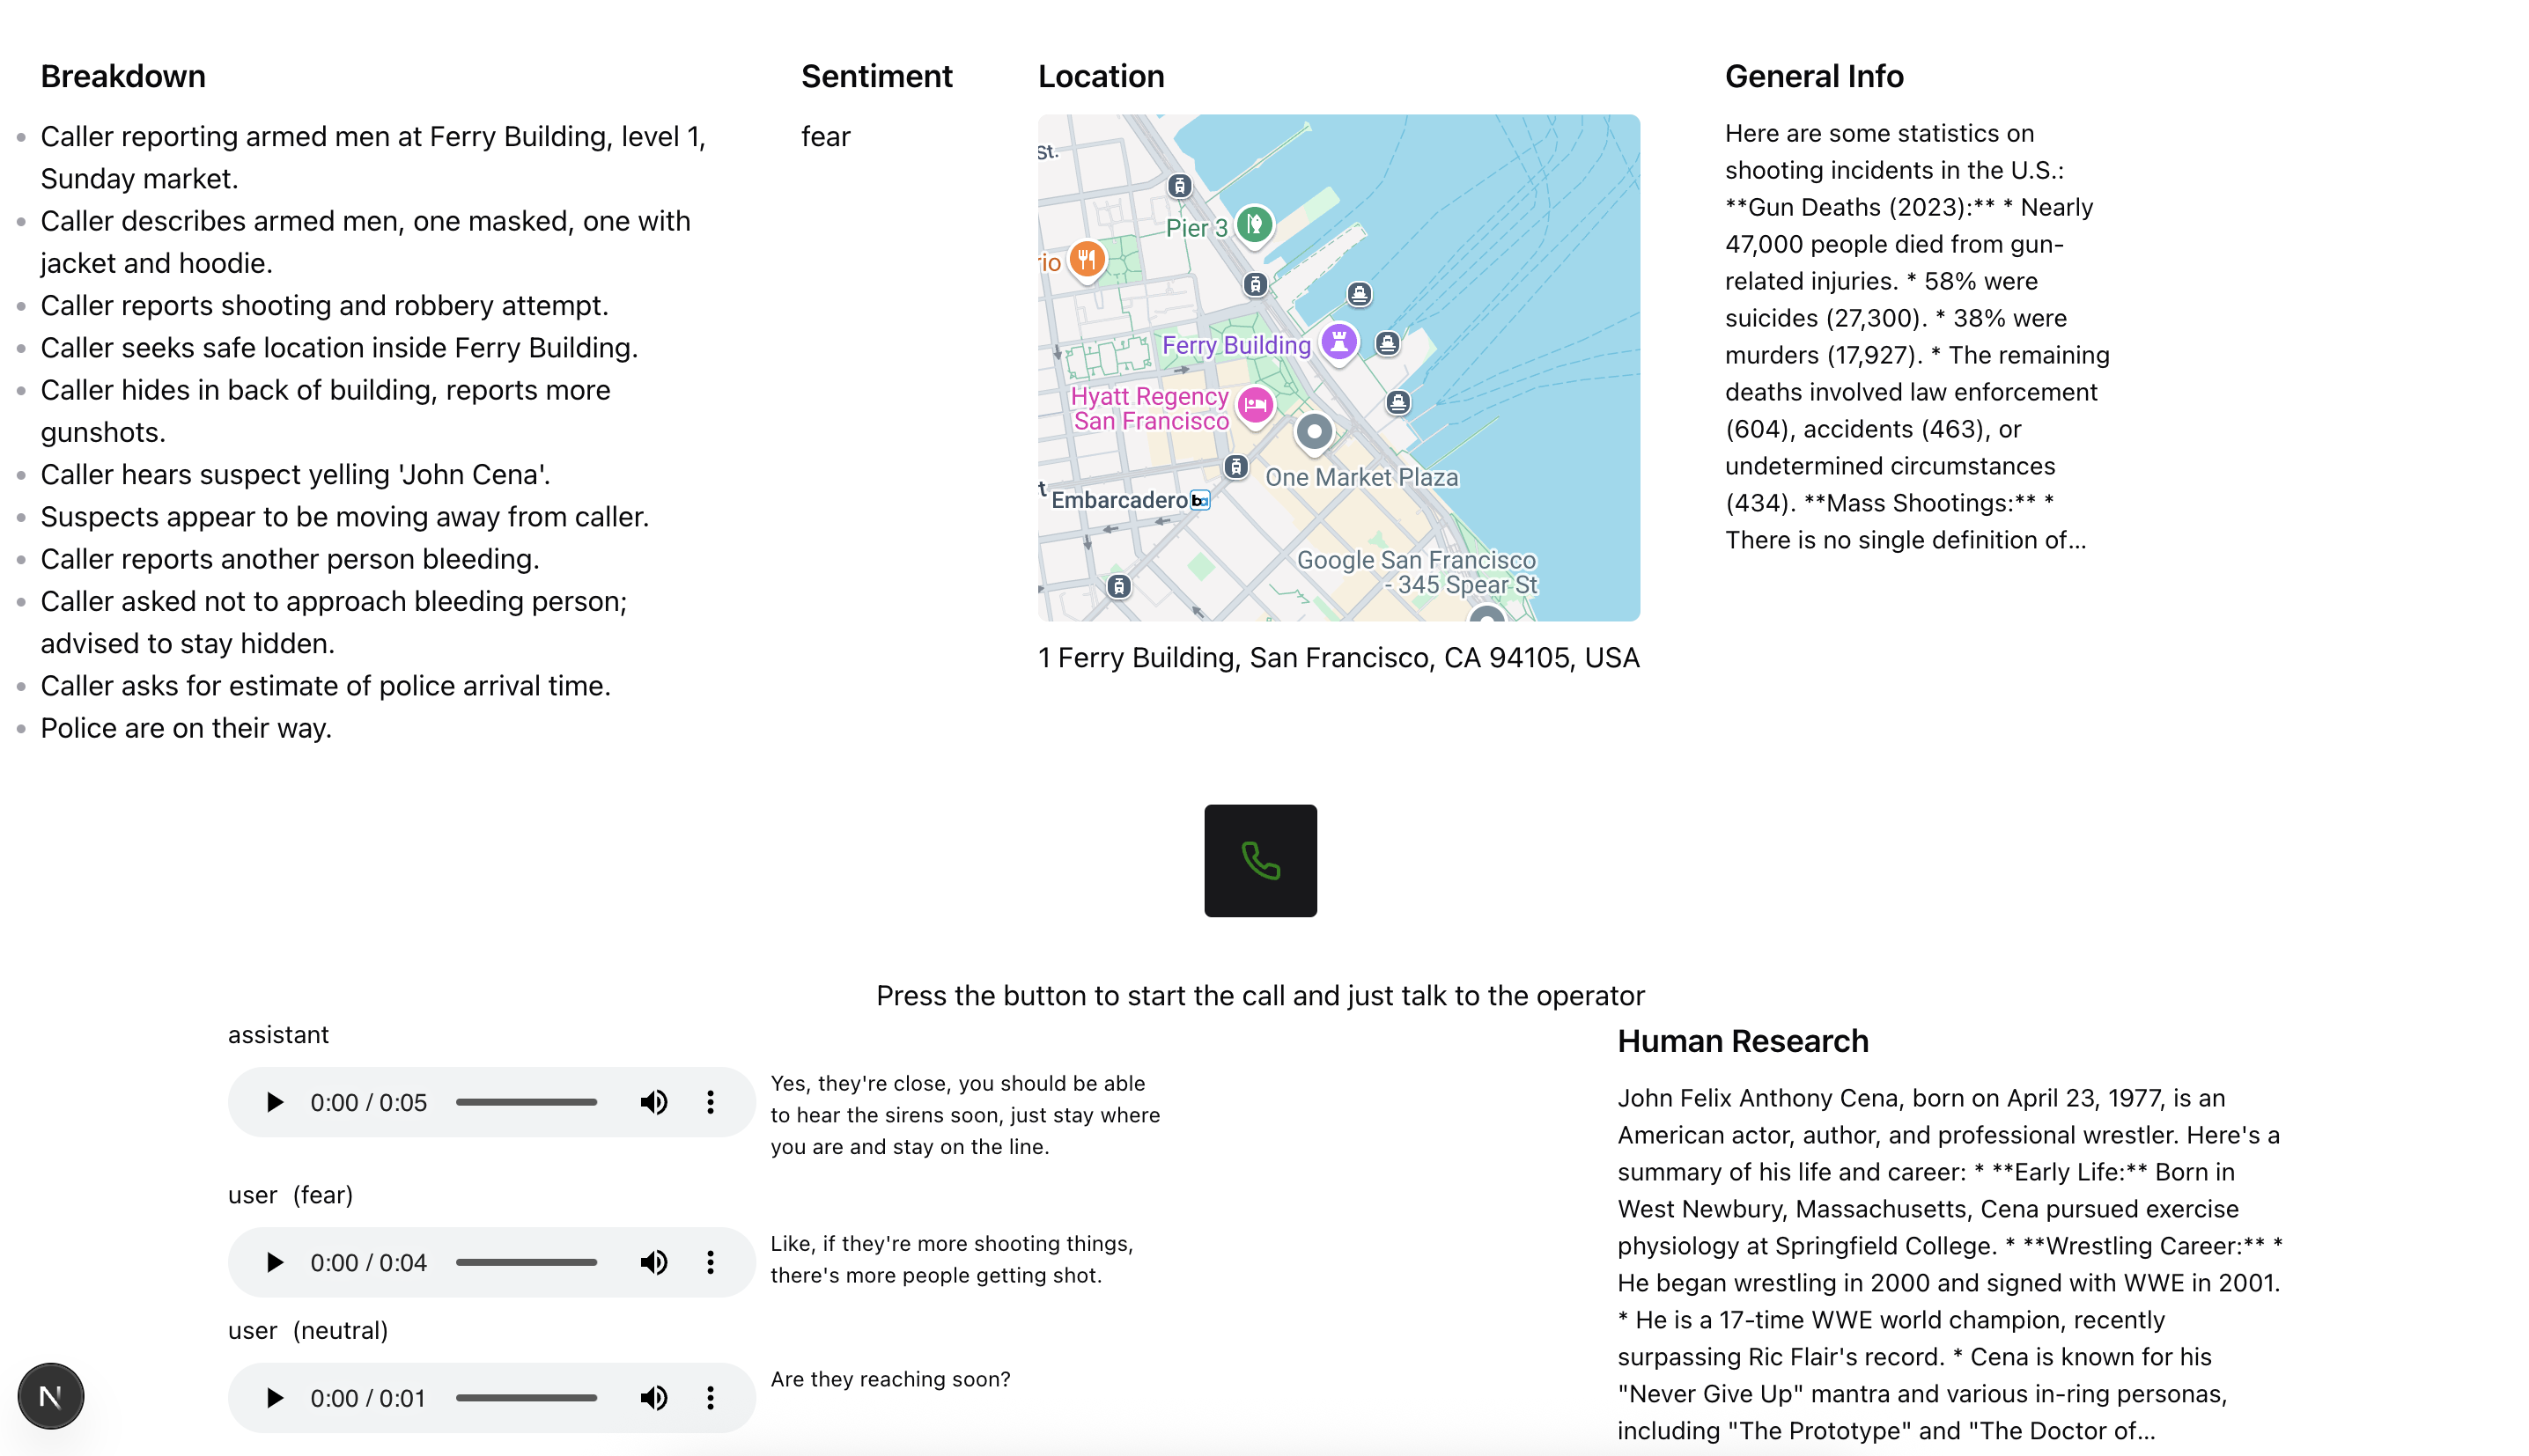 Breakdown
Caller reporting armed men at Ferry Building, level 1,
Sunday market.
Caller describes armed men, one masked, one with
jacket and hoodie.
Caller reports shooting and robbery attempt.
Caller seeks safe location inside Ferry Building.
Caller hides in back of building, reports more
gunshots.
Caller hears suspect yelling 'John Cena'.
Suspects appear to be moving away from caller.
Caller reports another person bleeding.
Caller asked not to approach bleeding person;
advised to stay hidden.
Caller asks for estimate of police arrival time.
Police are on their way.
Sentiment
fear
Location
St.
Pier 3
rio
Ferry Building
Hyatt Regency
San Francisco
One Market Plaza
t
Embarcadero
ba
Google San Francisco
- 345 Spear St
1 Ferry Building, San Francisco, CA 94105, USA
General Info
Here are some statistics on
shooting incidents in the U.S.:
**Gun Deaths (2023):** * Nearly
47,000 people died from gun-
related injuries. * 58% were
suicides (27,300). * 38% were
murders (17,927). * The remaining
deaths involved law enforcement
(604), accidents (463), or
undetermined circumstances
(434). **Mass Shootings:** *
There is no single definition of...
Press the button to start the call and just talk to the operator
assistant
0:00 / 0:05
Yes, they're close, you should be able
to hear the sirens soon, just stay where
you are and stay on the line.
user (fear)
0:00 / 0:04
Like, if they're more shooting things,
there's more people getting shot.
user (neutral)
0:00 / 0:01
Are they reaching soon?
N
Human Research
John Felix Anthony Cena, born on April 23, 1977, is an
American actor, author, and professional wrestler. Here's a
summary of his life and career: * **Early Life:** Born in
West Newbury, Massachusetts, Cena pursued exercise
physiology at Springfield College. * **Wrestling Career:** *
He began wrestling in 2000 and signed with WWE in 2001.
* He is a 17-time WWE world champion, recently
surpassing Ric Flair's record. * Cena is known for his
"Never Give Up" mantra and various in-ring personas,
including "The Prototype" and "The Doctor of...